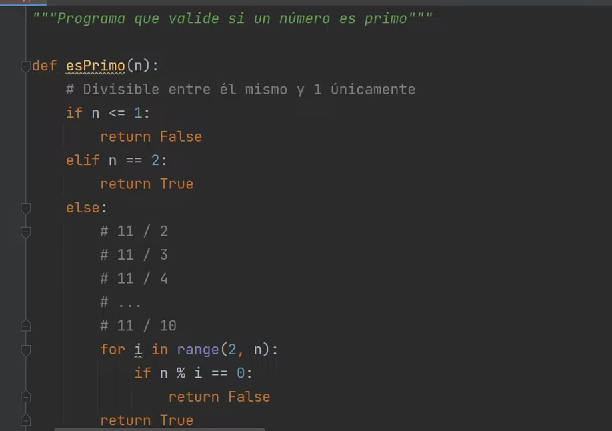 """Programa que valide si un número es primo"""
def esPrimo(n):
    # Divisible entre él mismo y 1 únicamente
    if n <= 1:
        return False
    elif n == 2:
        return True
    else:
        # 11 / 2
        # 11 / 3
        # 11 / 4
        # ...
        # 11 / 10
        for i in range(2, n):
            if n % i == 0:
                return False
        return True